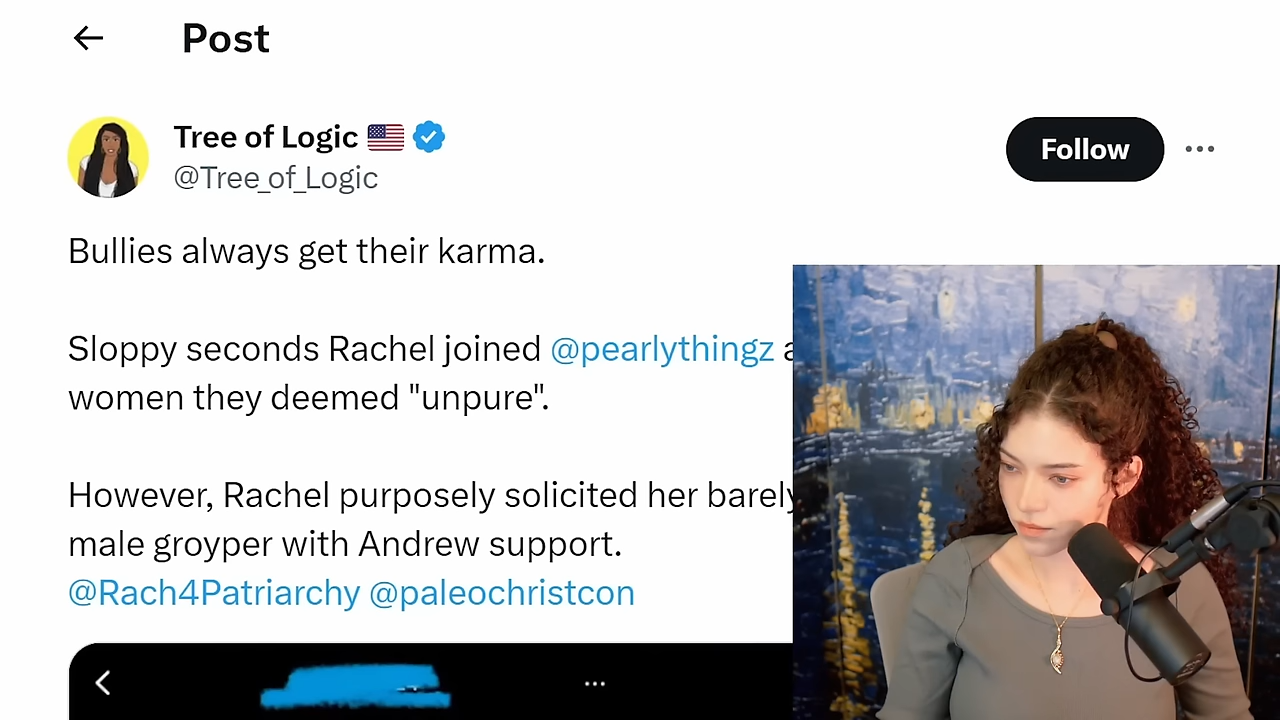 Post
Tree of Logic
@Tree_of_Logic
Follow
Bullies always get their karma.
Sloppy seconds Rachel joined @pearlythingz
women they deemed "unpure".
However, Rachel purposely solicited her barely
male groyper with Andrew support.
@Rach4Patriarchy @paleochristcon